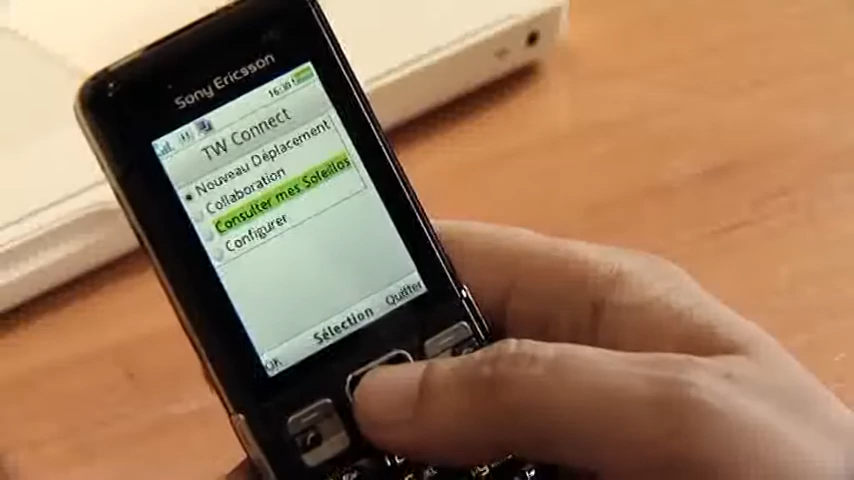 Sony Ericsson
16:30
TW Connect
Nouveau Déplacement
Collaboration
Consulter mes Soleillos
Configurer
OK Sélection Quitter